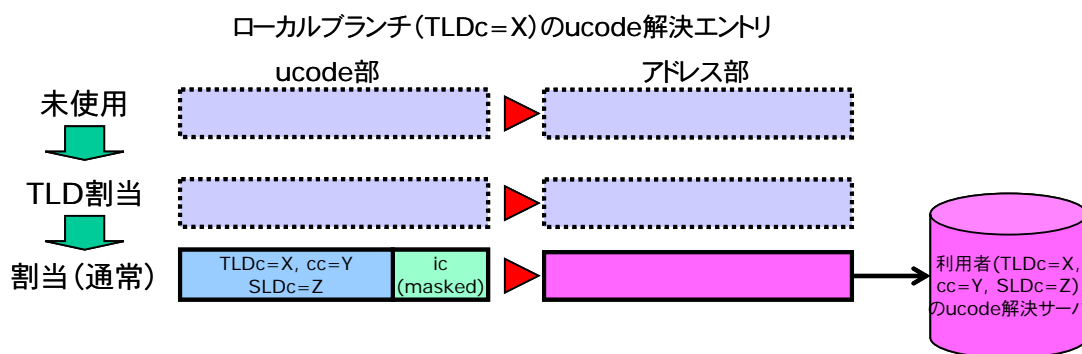 ローカルブランチ(TLDc=X)のucode解決エントリ
ucode部
アドレス部
未使用
TLD割当
割当(通常)
TLDc=X, cc=Y
SLDc=Z
ic
(masked)
利用者(TLDc=X,
cc=Y, SLDc=Z)
のucode解決サーバ